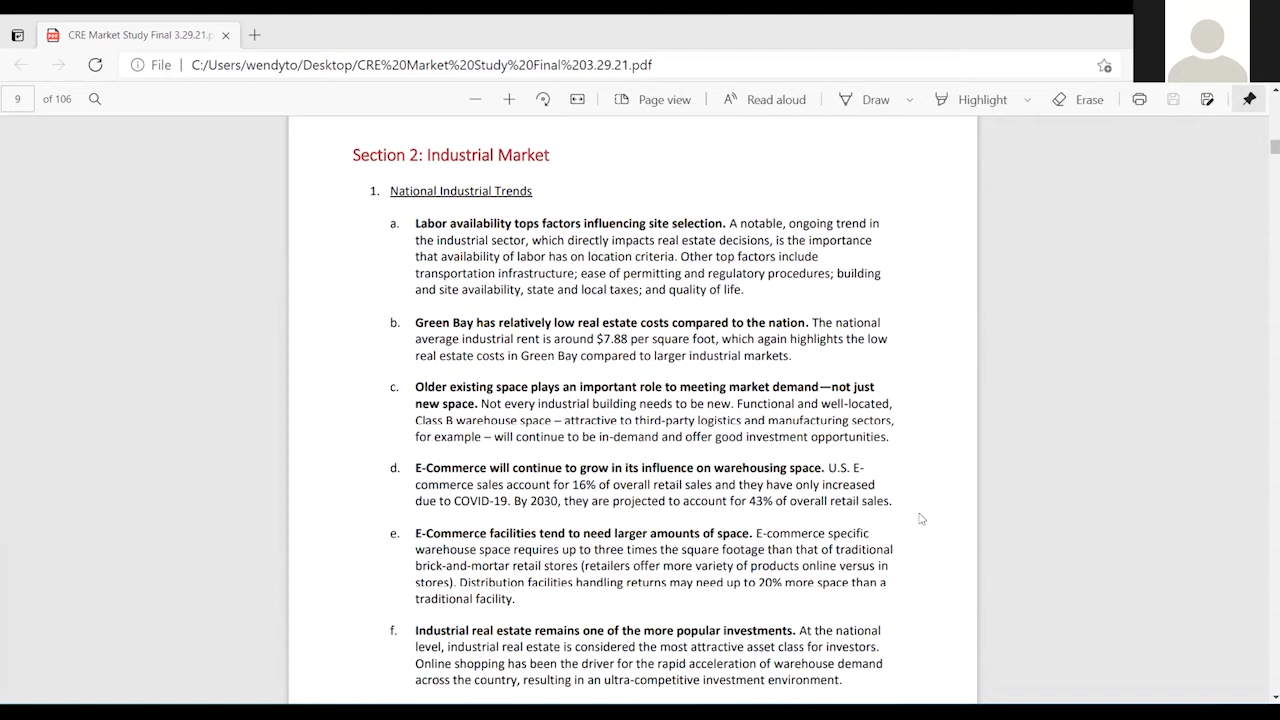 CRE Market Study Final 3.29.21.p
File | C:/Users/wendyto/Desktop/CRE%20Market%20Study%20Final%203.29.21.pdf
9 of 106 Page view Read aloud Draw Highlight Erase
Section 2: Industrial Market
1. National Industrial Trends
a. Labor availability tops factors influencing site selection. A notable, ongoing trend in
the industrial sector, which directly impacts real estate decisions, is the importance
that availability of labor has on location criteria. Other top factors include
transportation infrastructure; ease of permitting and regulatory procedures; building
and site availability, state and local taxes; and quality of life.
b. Green Bay has relatively low real estate costs compared to the nation. The national
average industrial rent is around $7.88 per square foot, which again highlights the low
real estate costs in Green Bay compared to larger industrial markets.
c. Older existing space plays an important role to meeting market demand—not just
new space. Not every industrial building needs to be new. Functional and well-located,
Class B warehouse space – attractive to third-party logistics and manufacturing sectors,
for example – will continue to be in-demand and offer good investment opportunities.
d. E-Commerce will continue to grow in its influence on warehousing space. U.S. E-
commerce sales account for 16% of overall retail sales and they have only increased
due to COVID-19. By 2030, they are projected to account for 43% of overall retail sales.
e. E-Commerce facilities tend to need larger amounts of space. E-commerce specific
warehouse space requires up to three times the square footage than that of traditional
brick-and-mortar retail stores (retailers offer more variety of products online versus in
stores). Distribution facilities handling returns may need up to 20% more space than a
traditional facility.
f. Industrial real estate remains one of the more popular investments. At the national
level, industrial real estate is considered the most attractive asset class for investors.
Online shopping has been the driver for the rapid acceleration of warehouse demand
across the country, resulting in an ultra-competitive investment environment.